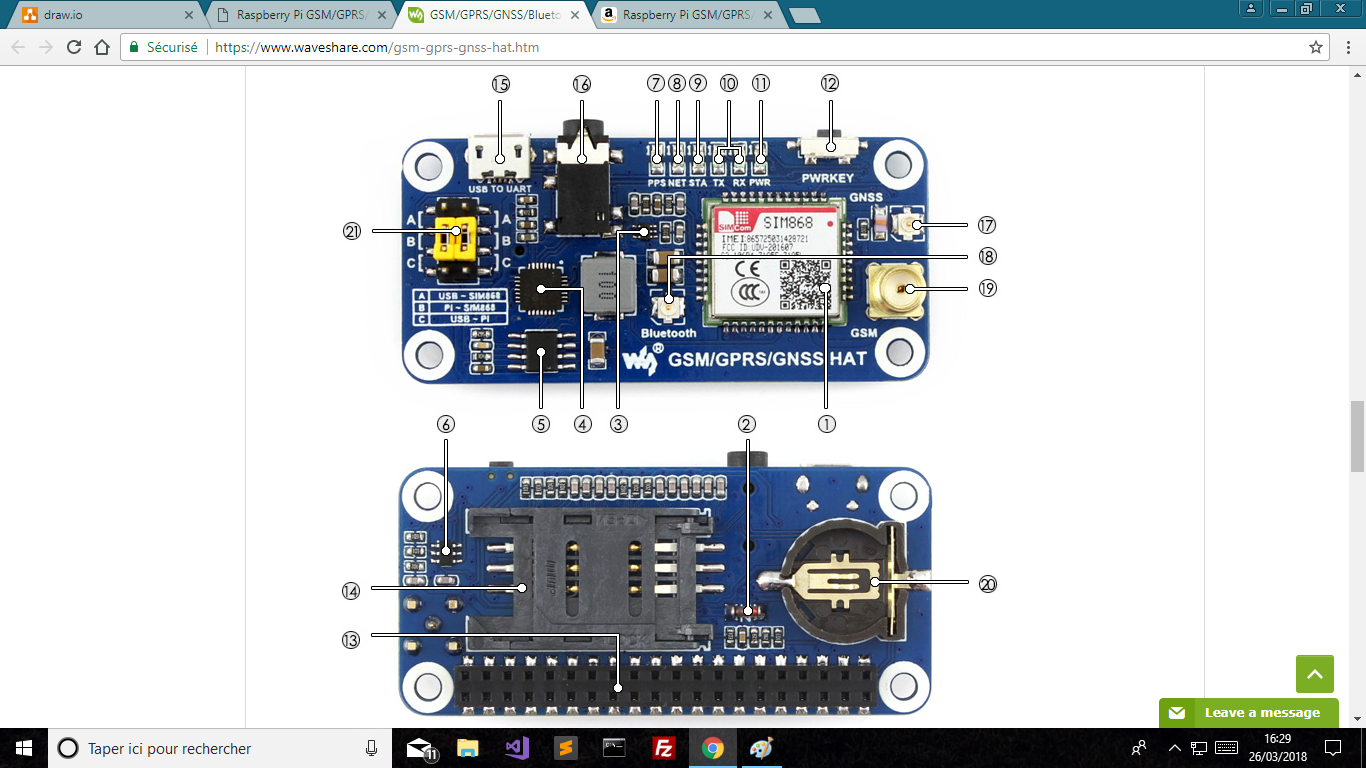 draw.io
Raspberry Pi GSM/GPRS/
GSM/GPRS/GNSS/Blueto
Raspberry Pi GSM/GPRS/
Sécurisé
https://www.waveshare.com/gsm-gprs-gnss-hat.htm
15 16 7 8 9 10 11 12
USB TO UART
PPS NET STA TX RX PWR
PWRKEY
GNSS
A A
B B
C C
21
17
18
19
SIMCom
SIM868
IMEI:865725031428721
FCC ID:UDV-201607
CE
CCC
A USB ~ SIM868
B PI ~ SIM868
C USB ~ PI
101
Bluetooth
GSM
® GSM/GPRS/GNSS HAT
6 5 4 3 2 1
14
20
13
Leave a message
Taper ici pour rechercher
11
16:29
26/03/2018